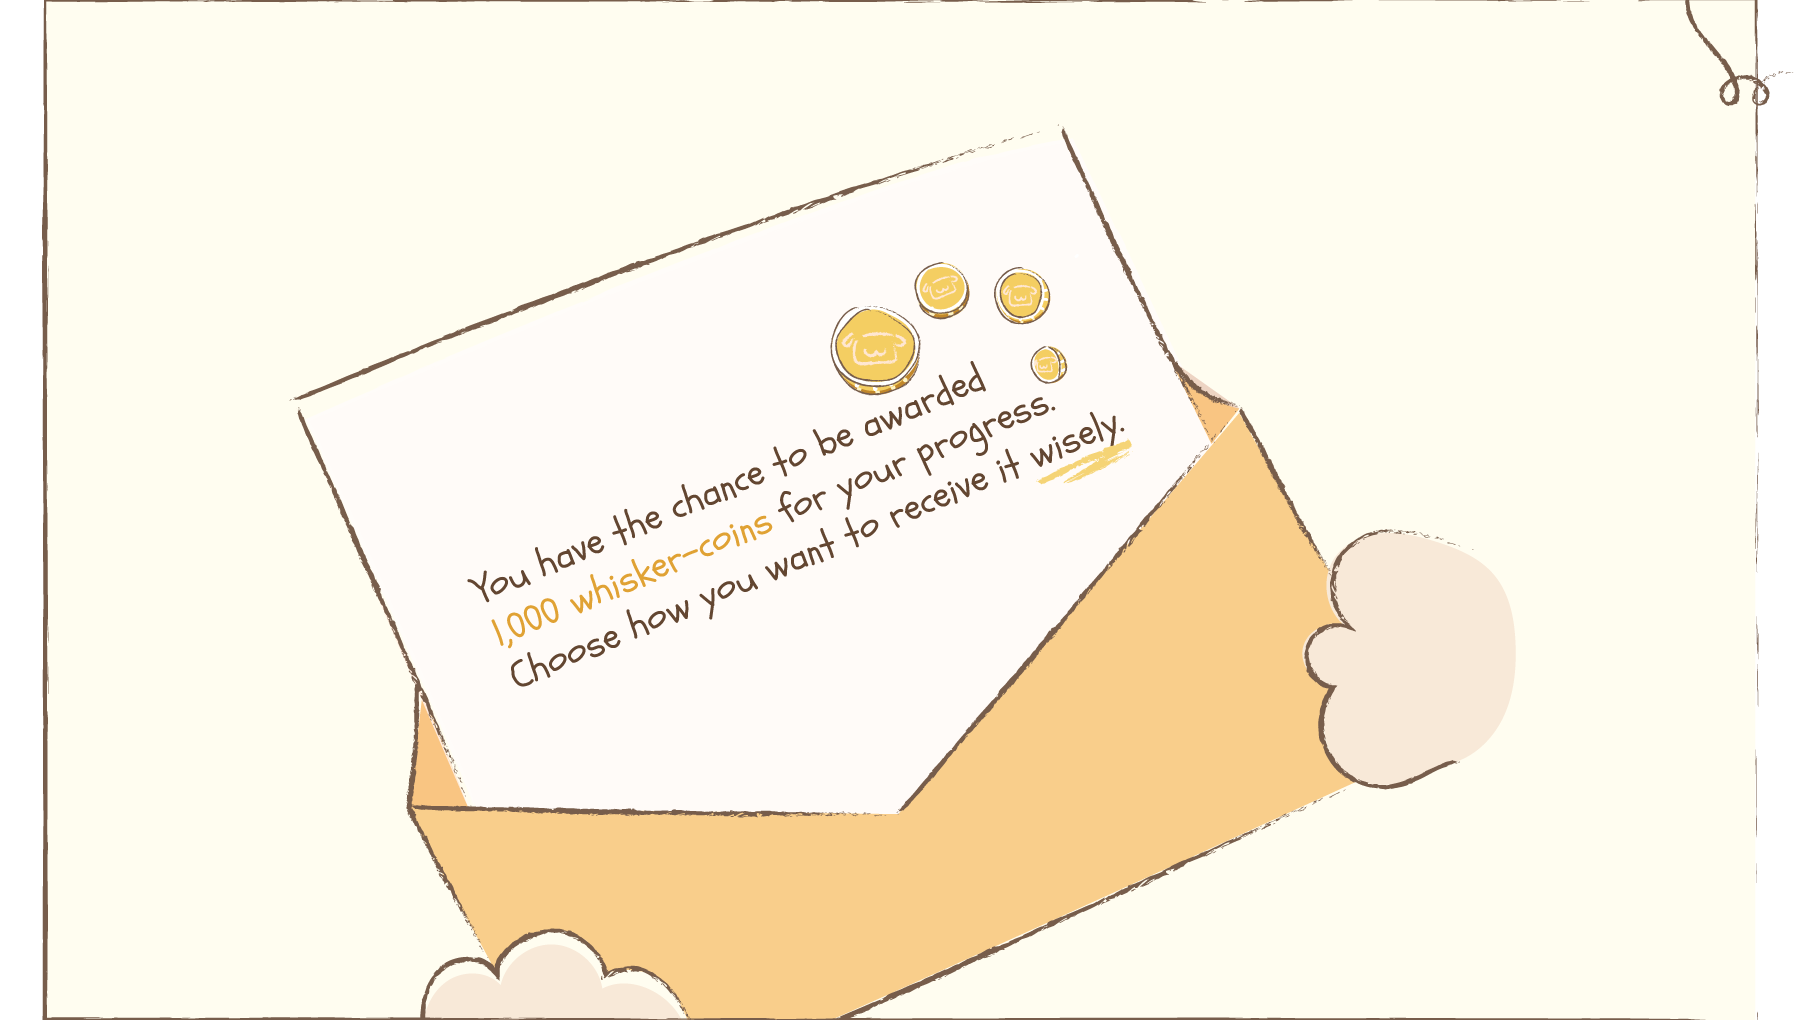 You have the chance to be awarded
1,000 whisker-coins for your progress.
Choose how you want to receive it wisely.